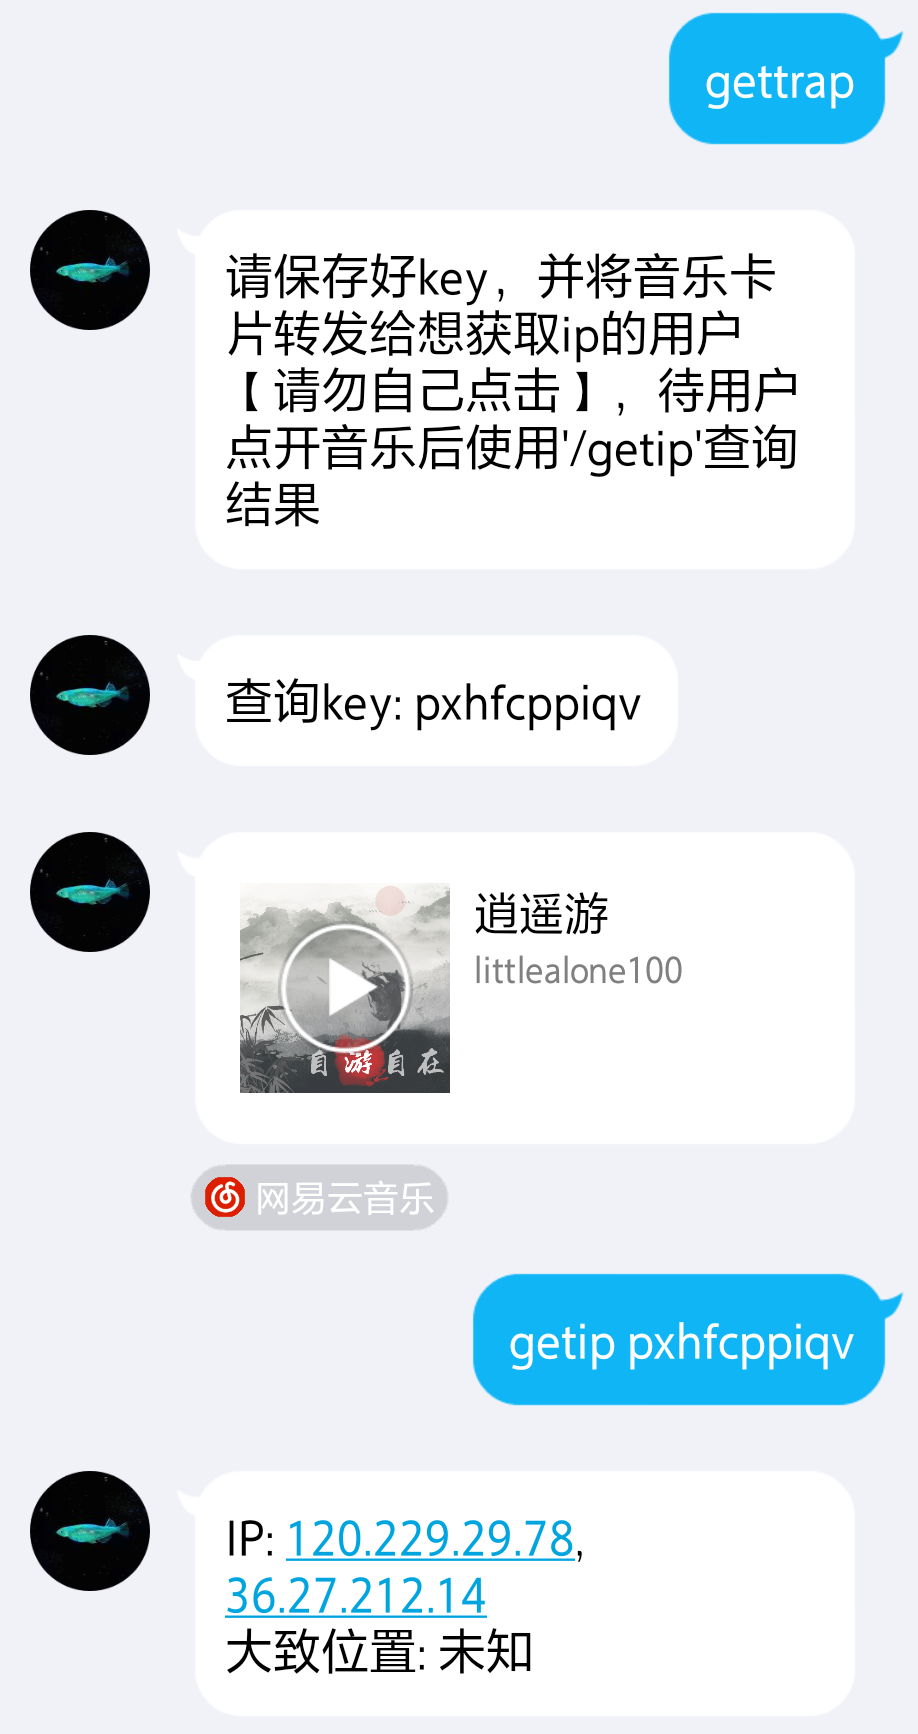 gettrap
请保存好key，并将音乐卡
片转发给想获取ip的用户
【请勿自己点击】，待用户
点开音乐后使用'/getip'查询
结果
查询key: pxhfcppiqv
逍遥游
littlealone100
自游自在
网易云音乐
getip pxhfcppiqv
IP: 120.229.29.78,
36.27.212.14
大致位置: 未知